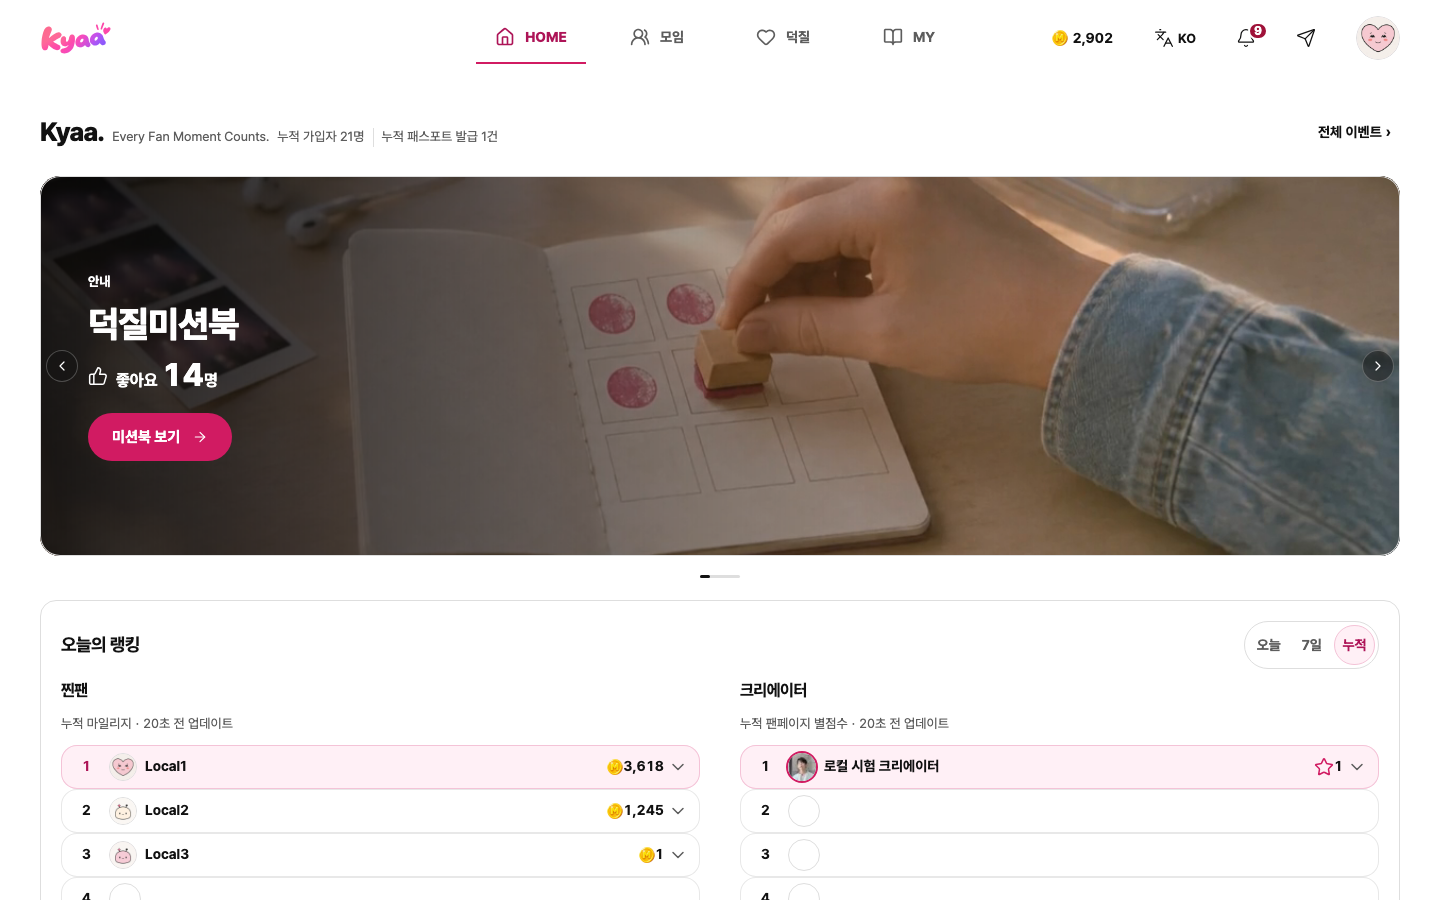 kyaa
HOME
모임
덕질
MY
2,902
KO
9
Kyaa. Every Fan Moment Counts. 누적 가입자 21명 누적 패스포트 발급 1건
전체 이벤트 ›
안내
덕질미션북
좋아요 14명
미션북 보기 →
오늘의 랭킹
오늘 7일 누적
찐팬
누적 마일리지 · 20초 전 업데이트
1 Local1 3,618
2 Local2 1,245
3 Local3 1
4
크리에이터
누적 팬페이지 별점수 · 20초 전 업데이트
1 로컬 시험 크리에이터 1
2
3
4